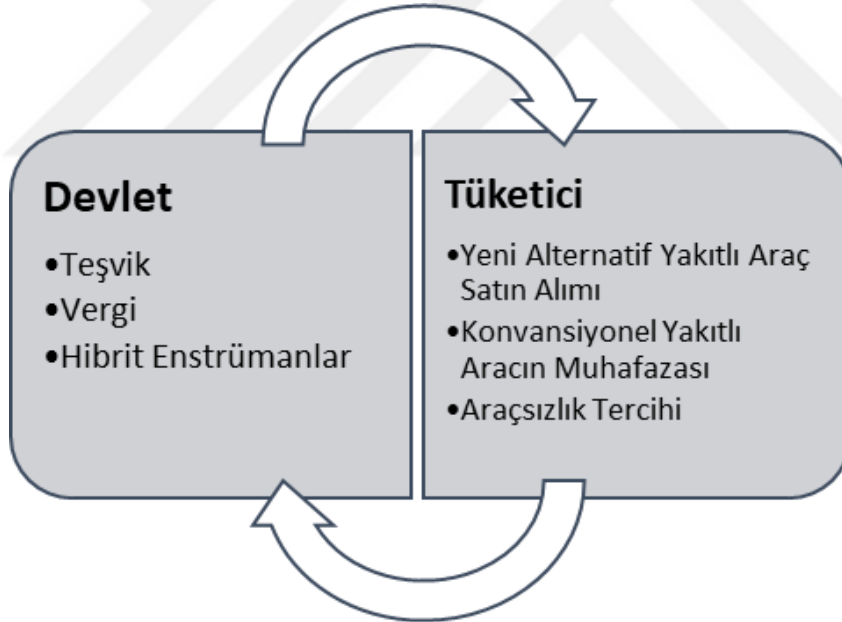 Devlet
•Teşvik
•Vergi
•Hibrit Enstrümanlar
Tüketici
•Yeni Alternatif Yakıtlı Araç
Satın Alımı
•Konvansiyonel Yakıtlı
Aracın Muhafazası
•Araçsızlık Tercihi